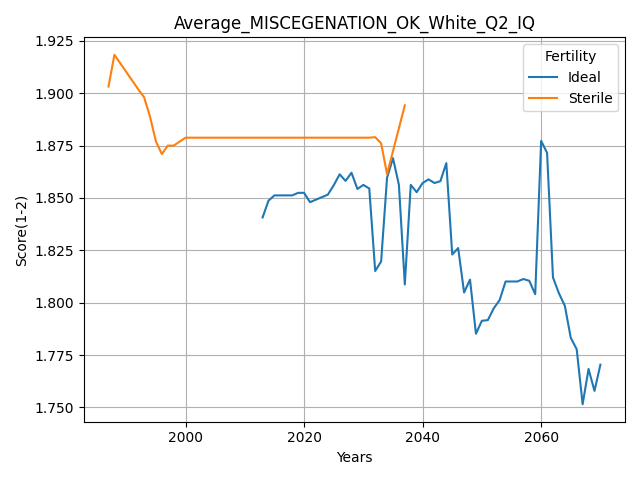 Average_MISCEGENATION_OK_White_Q2_IQ
Fertility
Ideal
Sterile
Score(1-2)
1.925
1.900
1.875
1.850
1.825
1.800
1.775
1.750
2000
2020
2040
2060
Years